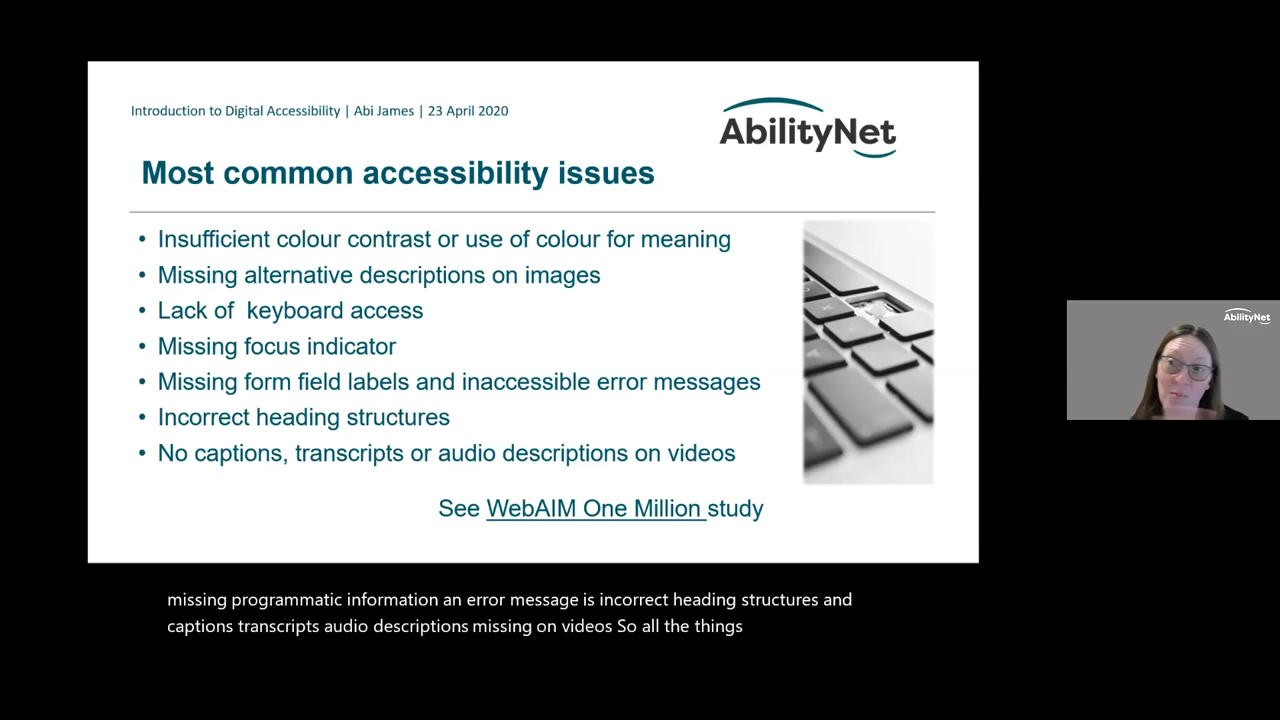 Introduction to Digital Accessibility | Abi James | 23 April 2020
AbilityNet
Most common accessibility issues
• Insufficient colour contrast or use of colour for meaning
• Missing alternative descriptions on images
• Lack of  keyboard access
• Missing focus indicator
• Missing form field labels and inaccessible error messages
• Incorrect heading structures
• No captions, transcripts or audio descriptions on videos
See WebAIM One Million study
AbilityNet
missing programmatic information an error message is incorrect heading structures and
captions transcripts audio descriptions missing on videos So all the things